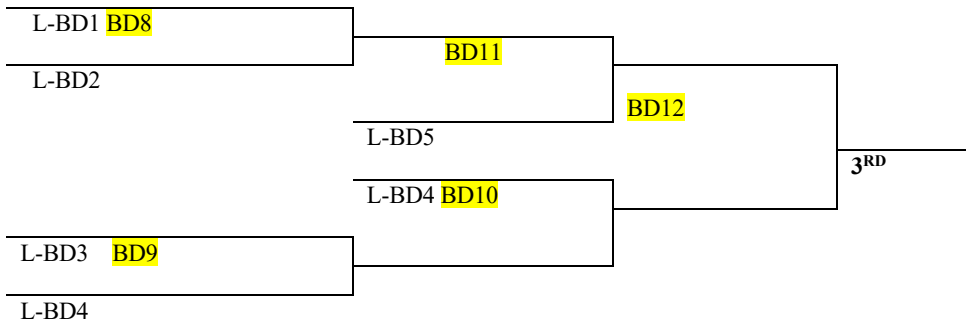 L-BD1 BD8
BD11
L-BD2
BD12
L-BD5
3RD
L-BD4 BD10
L-BD3 BD9
L-BD4